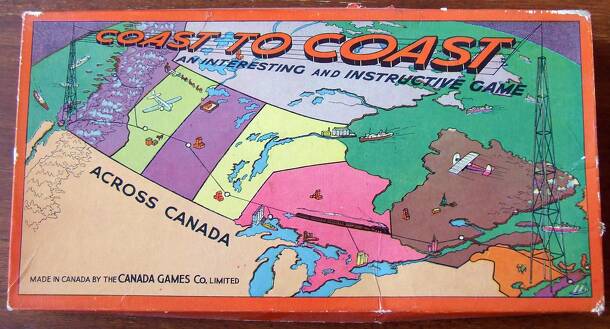 COAST TO COAST
AN INTERESTING AND INSTRUCTIVE GAME
ACROSS CANADA
MADE IN CANADA BY THE CANADA GAMES CO. LIMITED